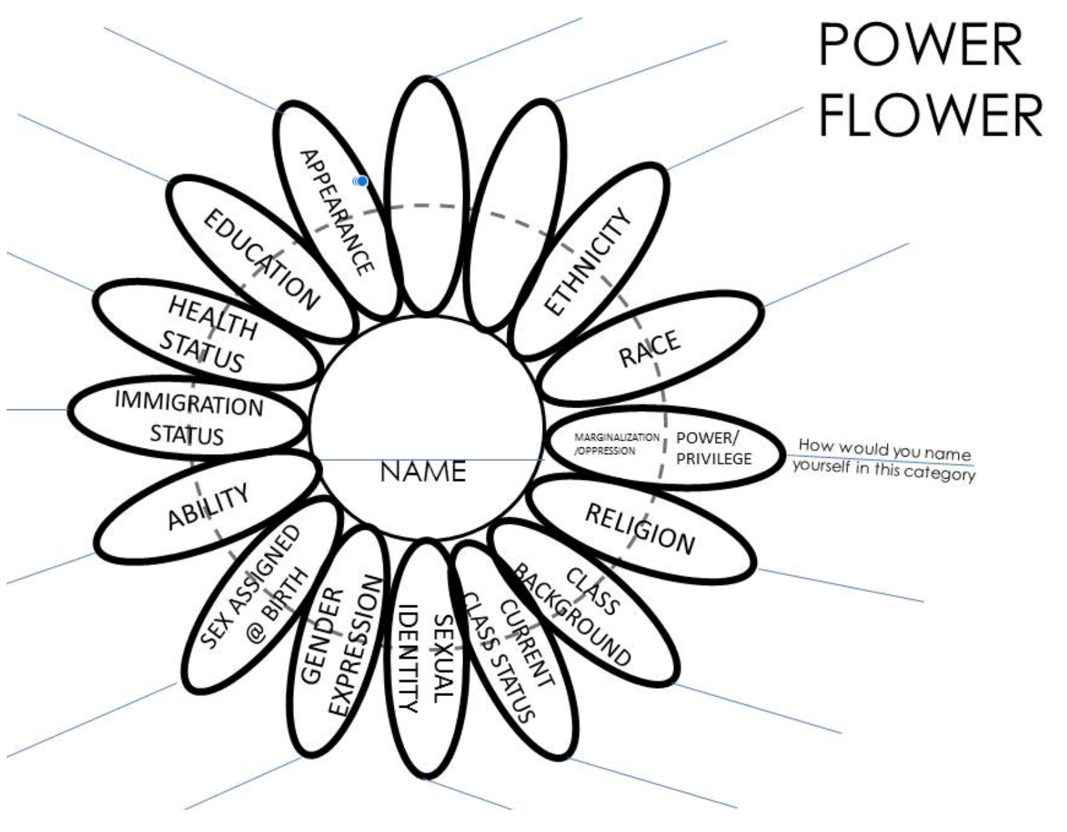 POWER
FLOWER
APPEARANCE
EDUCATION
ETHNICITY
HEALTH
STATUS
RACE
IMMIGRATION
STATUS
MARGINALIZATION
/OPPRESSION
POWER/
PRIVILEGE
How would you name
yourself in this category
NAME
ABILITY
RELIGION
SEX ASSIGNED
@ BIRTH
GENDER
EXPRESSION
SEXUAL
IDENTITY
CURRENT
CLASS STATUS
CLASS
BACKGROUND